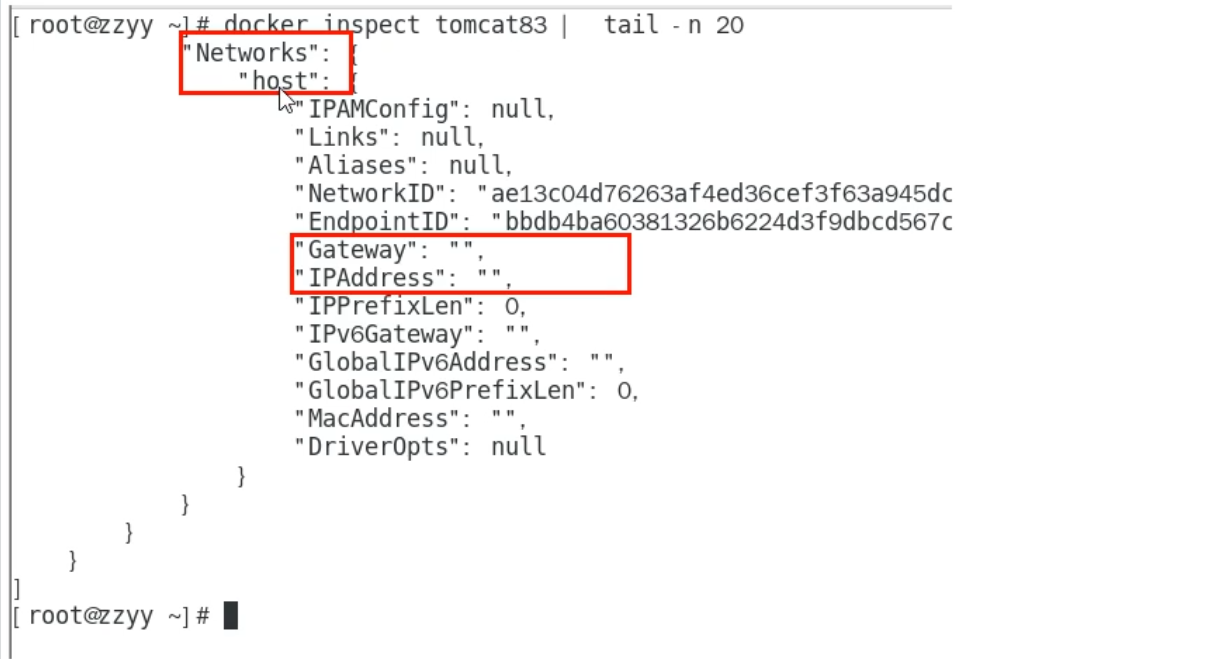 [root@zzyy ~]# docker inspect tomcat83 |  tail -n 20
            "Networks": {
                "host": {
                    "IPAMConfig": null,
                    "Links": null,
                    "Aliases": null,
                    "NetworkID": "ae13c04d76263af4ed36cef3f63a945dc
                    "EndpointID": "bbdb4ba60381326b6224d3f9dbcd567c
                    "Gateway": "",
                    "IPAddress": "",
                    "IPPrefixLen": 0,
                    "IPv6Gateway": "",
                    "GlobalIPv6Address": "",
                    "GlobalIPv6PrefixLen": 0,
                    "MacAddress": "",
                    "DriverOpts": null
                }
            }
        }
    }
]
[root@zzyy ~]#